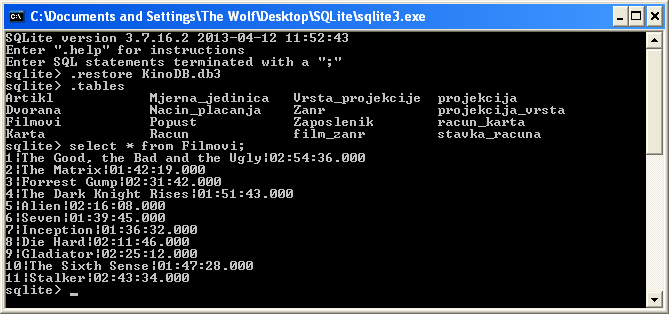 C:\Documents and Settings\The Wolf\Desktop\SQLite\sqlite3.exe
SQLite version 3.7.16.2 2013-04-12 11:52:43
Enter ".help" for instructions
Enter SQL statements terminated with a ";"
sqlite> .restore KinoDB.db3
sqlite> .tables
Artikl Mjerna_jedinica Vrsta_projekcije projekcija
Dvorana Nacin_placanja Zanr projekcija_vrsta
Filmovi Popust Zaposlenik racun_karta
Karta Racun film_zanr stavka_racuna
sqlite> select * from Filmovi;
1|The Good, the Bad and the Ugly|02:54:36.000
2|The Matrix|01:42:19.000
3|Forrest Gump|02:31:42.000
4|The Dark Knight Rises|01:51:43.000
5|Alien|02:16:08.000
6|Seven|01:39:45.000
7|Inception|01:36:32.000
8|Die Hard|02:11:46.000
9|Gladiator|02:25:12.000
10|The Sixth Sense|01:47:28.000
11|Stalker|02:43:34.000
sqlite> _